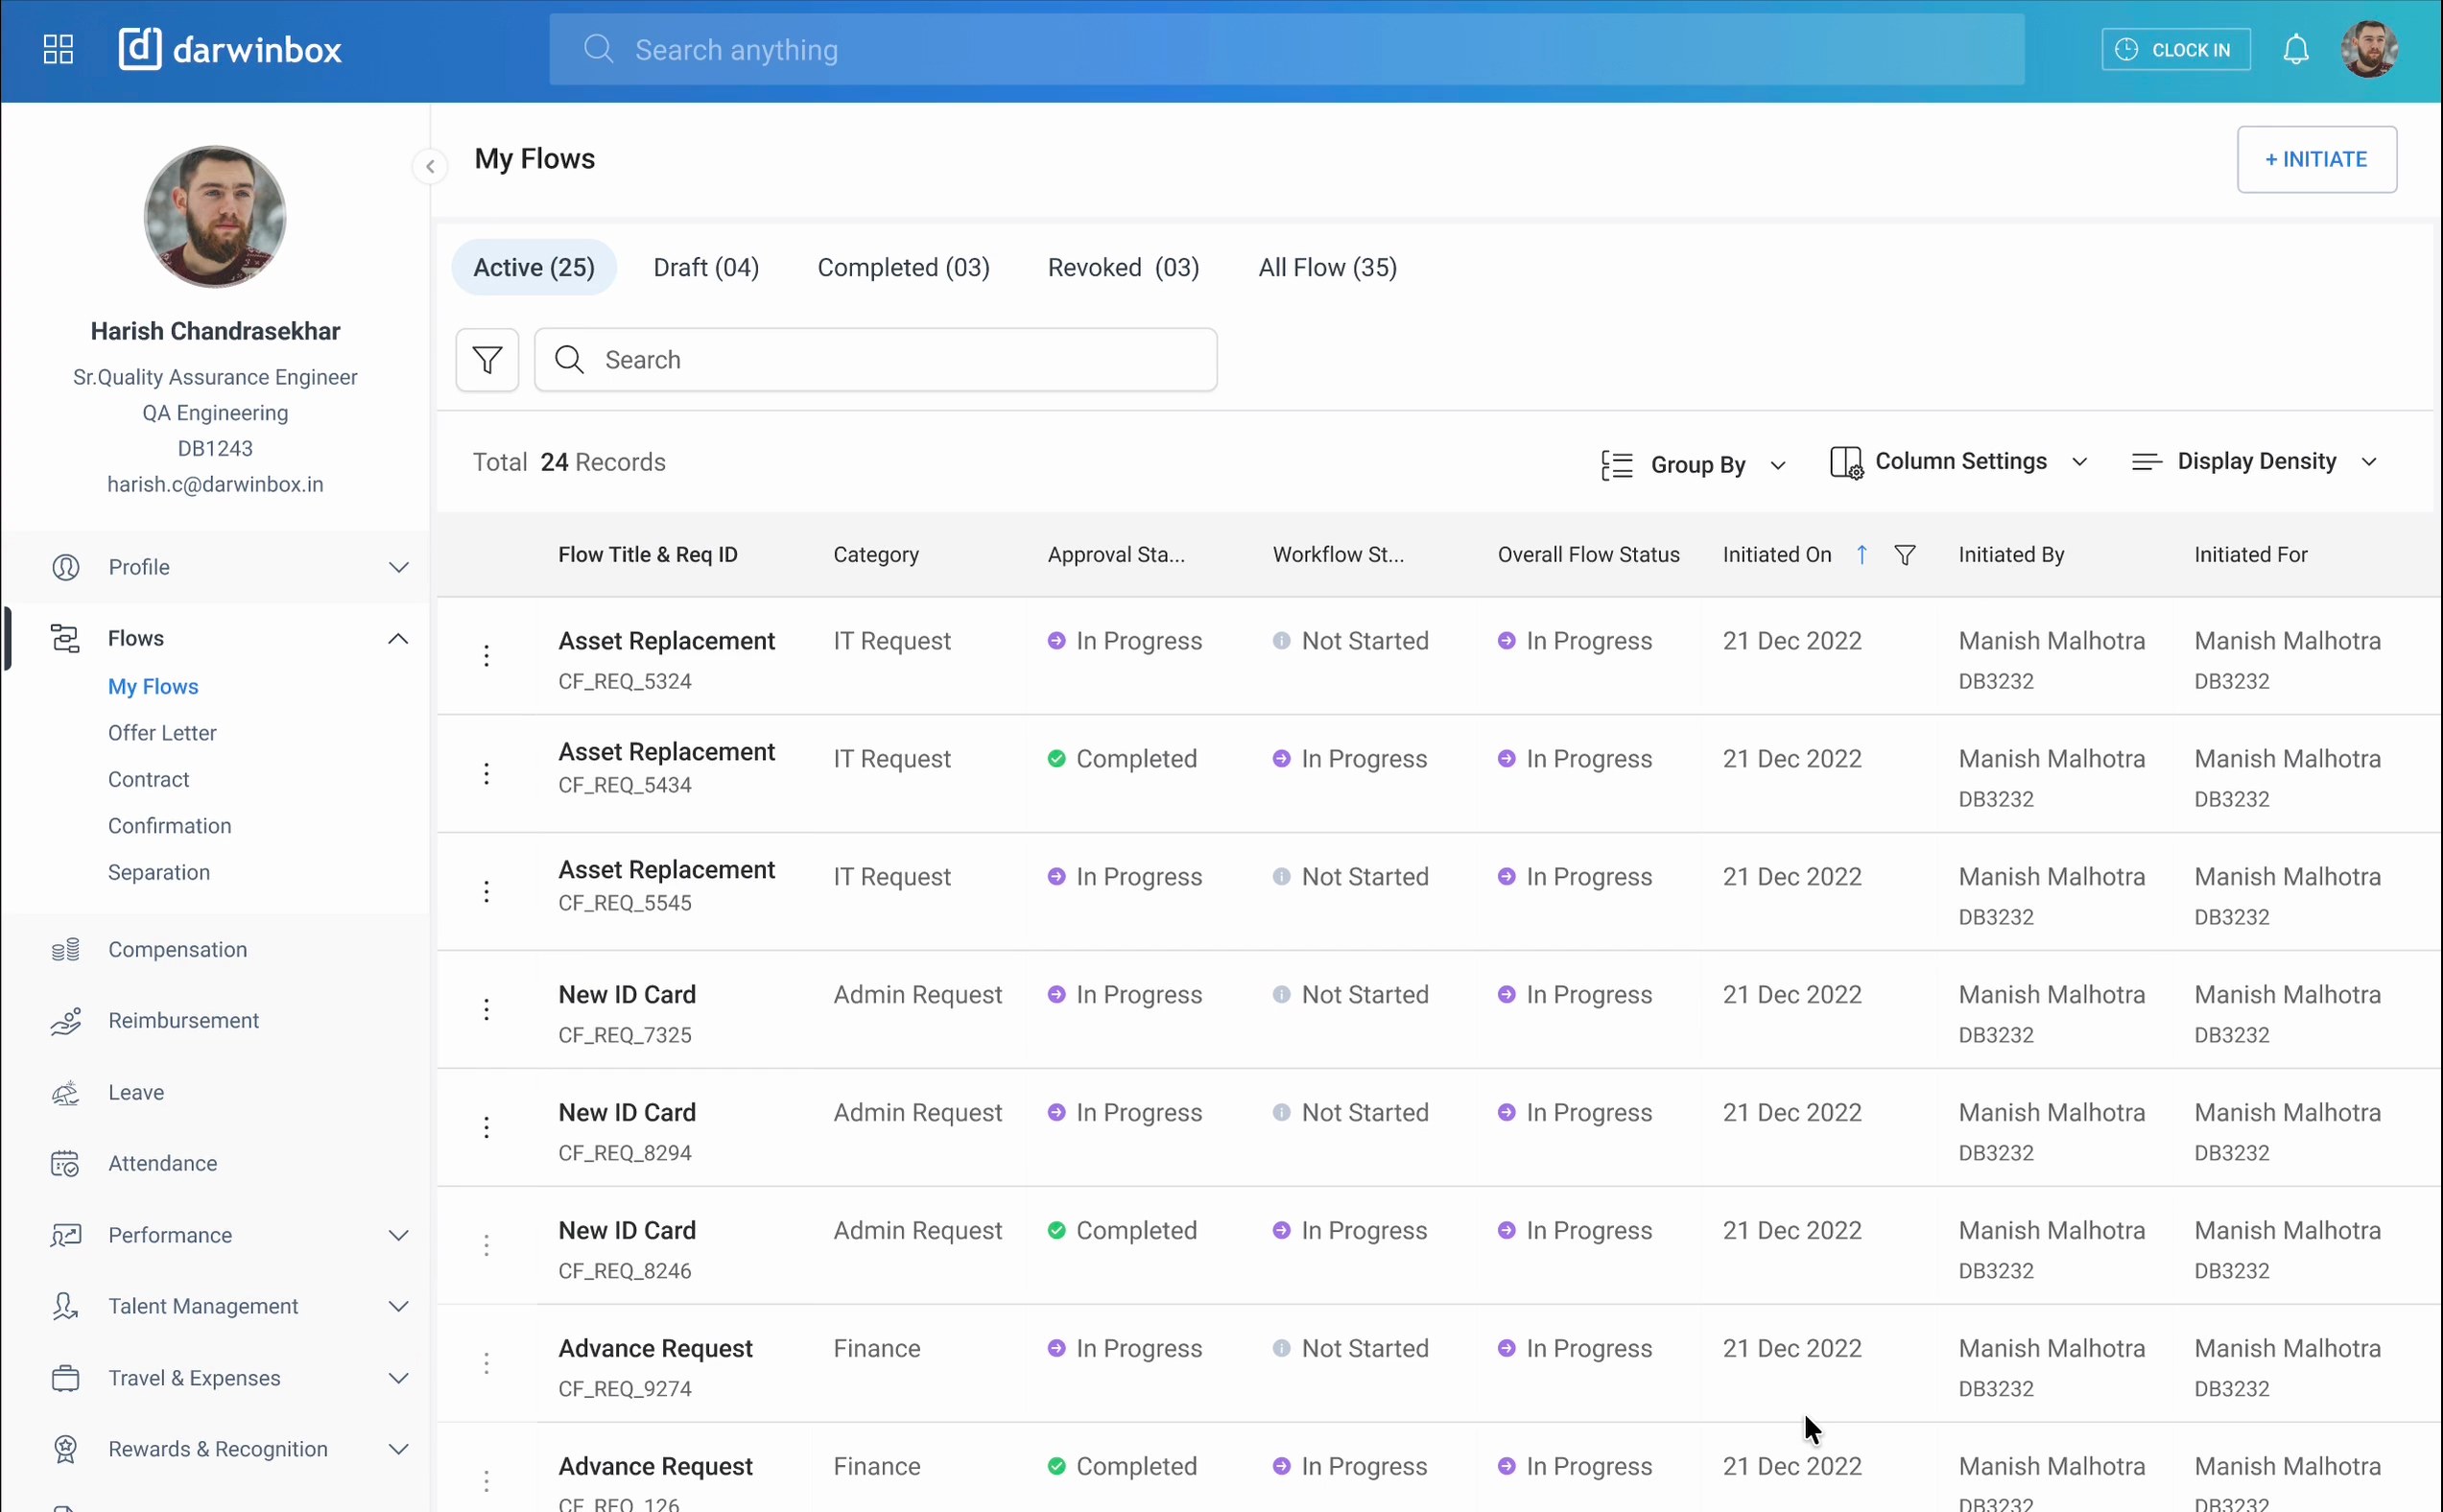 darwinbox
Search anything
CLOCK IN
Harish Chandrasekhar
Sr.Quality Assurance Engineer
QA Engineering
DB1243
harish.c@darwinbox.in
Profile
Flows
My Flows
Offer Letter
Contract
Confirmation
Separation
Compensation
Reimbursement
Leave
Attendance
Performance
Talent Management
Travel & Expenses
Rewards & Recognition
My Flows
+ INITIATE
Active (25) Draft (04) Completed (03) Revoked (03) All Flow (35)
Search
Total 24 Records
Group By Column Settings Display Density
Flow Title & Req ID Category Approval Sta... Workflow St... Overall Flow Status Initiated On Initiated By Initiated For
Asset Replacement IT Request In Progress Not Started In Progress 21 Dec 2022 Manish Malhotra Manish Malhotra
CF_REQ_5324 DB3232 DB3232
Asset Replacement IT Request Completed In Progress In Progress 21 Dec 2022 Manish Malhotra Manish Malhotra
CF_REQ_5434 DB3232 DB3232
Asset Replacement IT Request In Progress Not Started In Progress 21 Dec 2022 Manish Malhotra Manish Malhotra
CF_REQ_5545 DB3232 DB3232
New ID Card Admin Request In Progress Not Started In Progress 21 Dec 2022 Manish Malhotra Manish Malhotra
CF_REQ_7325 DB3232 DB3232
New ID Card Admin Request In Progress Not Started In Progress 21 Dec 2022 Manish Malhotra Manish Malhotra
CF_REQ_8294 DB3232 DB3232
New ID Card Admin Request Completed In Progress In Progress 21 Dec 2022 Manish Malhotra Manish Malhotra
CF_REQ_8246 DB3232 DB3232
Advance Request Finance In Progress Not Started In Progress 21 Dec 2022 Manish Malhotra Manish Malhotra
CF_REQ_9274 DB3232 DB3232
Advance Request Finance Completed In Progress In Progress 21 Dec 2022 Manish Malhotra Manish Malhotra
CF_REQ_126 DB3232 DB3232